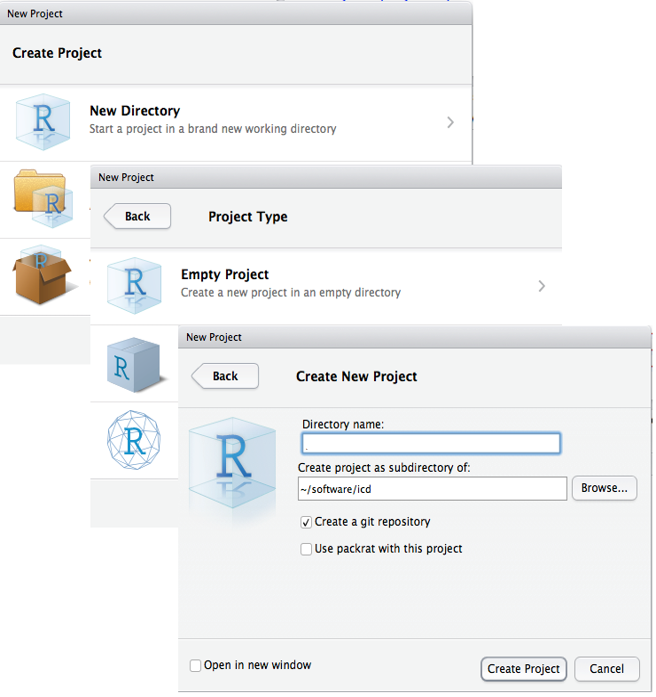 New Project
Create Project
R
New Directory
Start a project in a brand new working directory
R
R
New Project
Back
Project Type
R
Empty Project
Create a new project in an empty directory
R
R
New Project
Back
Create New Project
R
Directory name:
.
Create project as subdirectory of:
~/software/icd
Browse...
Create a git repository
Use packrat with this project
Open in new window
Create Project
Cancel